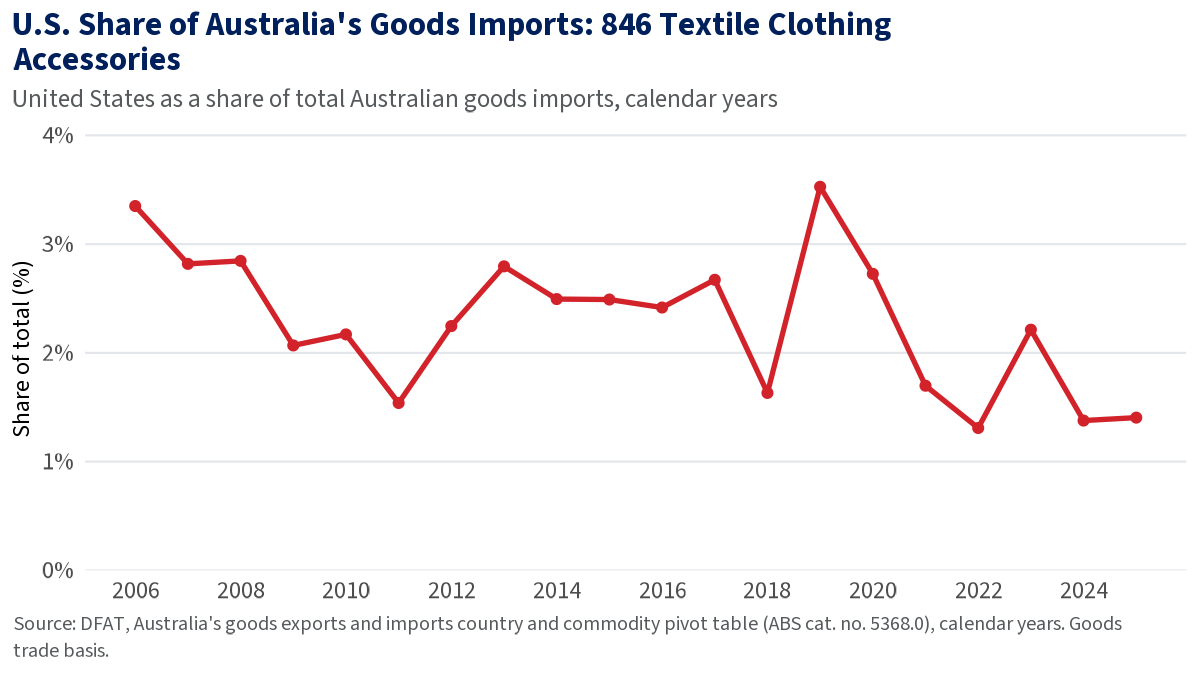 U.S. Share of Australia's Goods Imports: 846 Textile Clothing
Accessories
United States as a share of total Australian goods imports, calendar years
Share of total (%)
4%
3%
2%
1%
0%
2006 2008 2010 2012 2014 2016 2018 2020 2022 2024
Source: DFAT, Australia's goods exports and imports country and commodity pivot table (ABS cat. no. 5368.0), calendar years. Goods
trade basis.